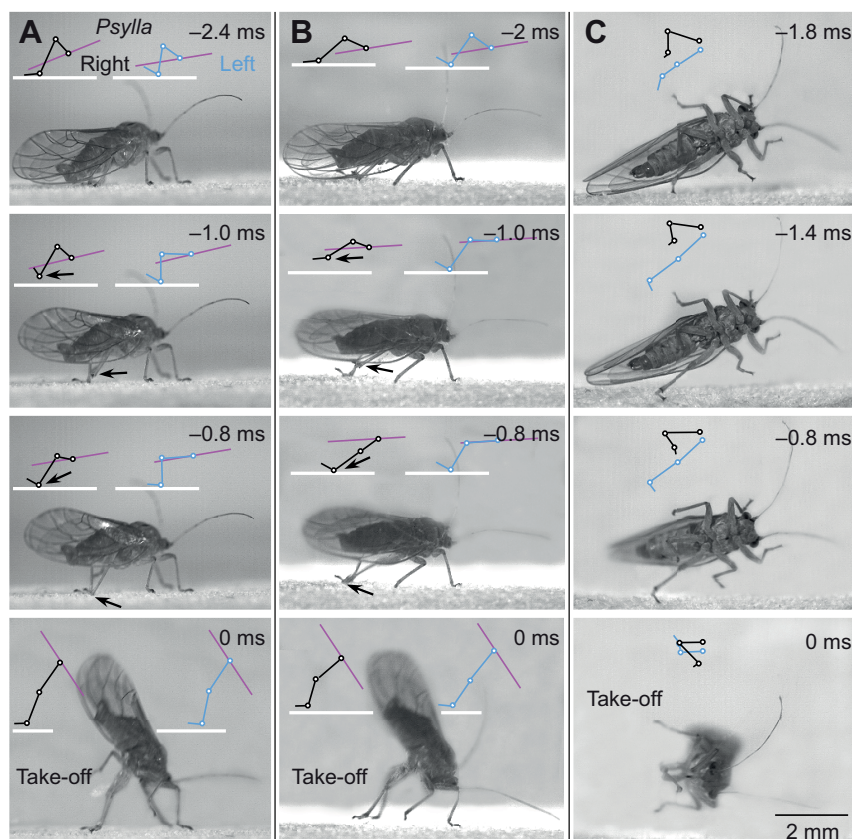 A
Psylla
–2.4 ms
Right
Left
B
–2 ms
C
–1.8 ms
–1.0 ms
–1.0 ms
–1.4 ms
–0.8 ms
–0.8 ms
–0.8 ms
0 ms
Take-off
0 ms
Take-off
0 ms
Take-off
2 mm